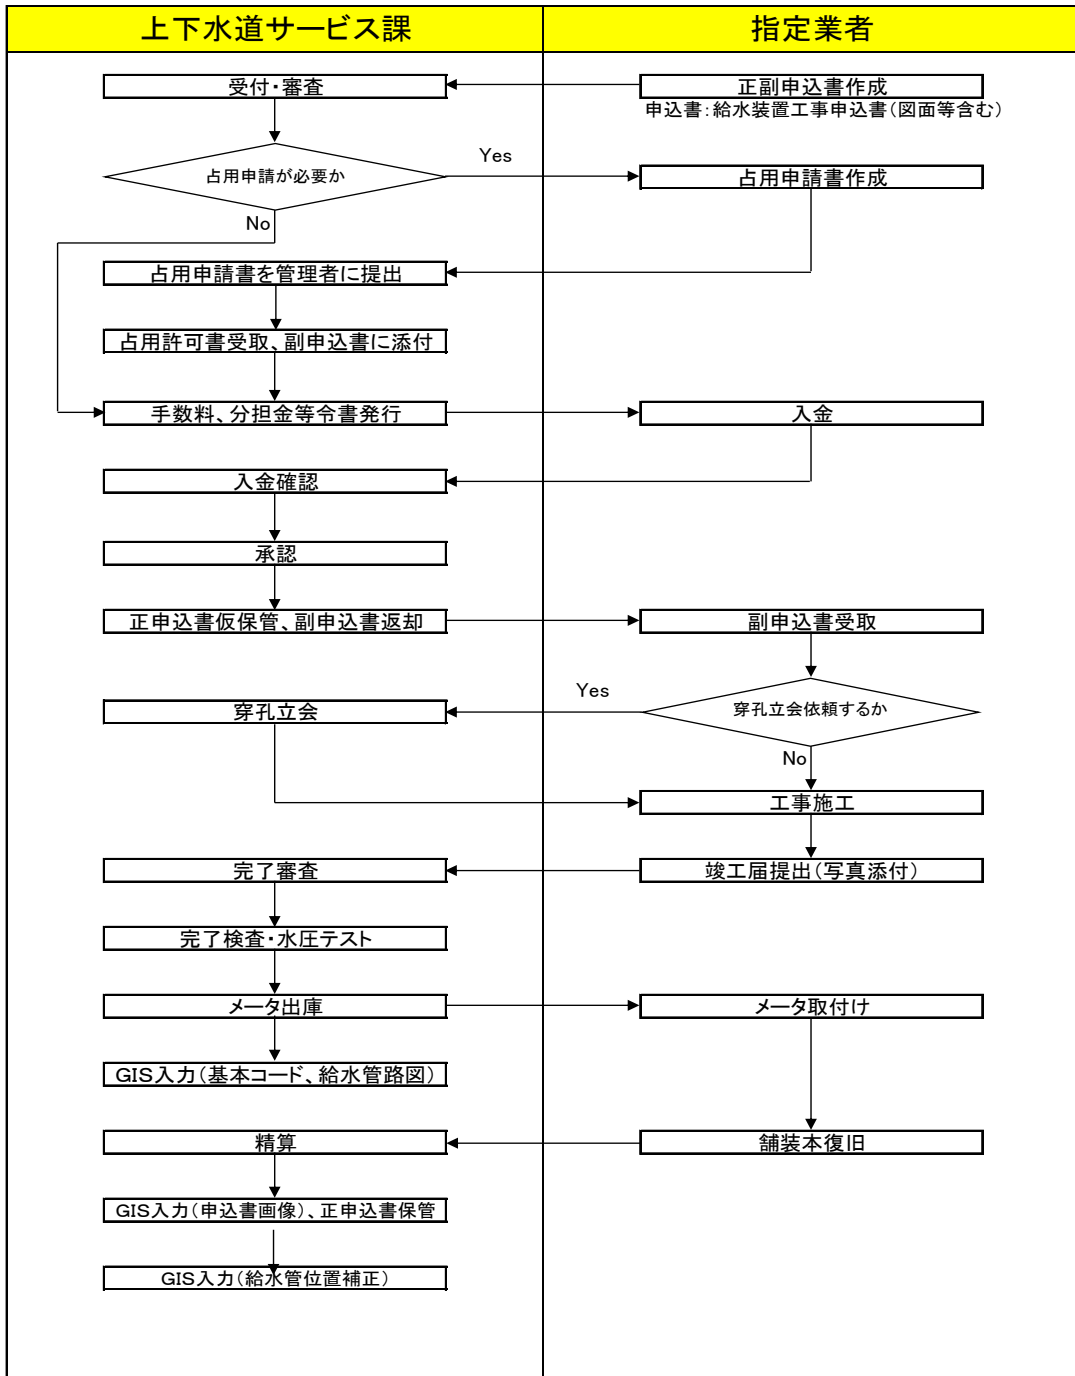 上下水道サービス課
指定業者
受付・審査
正副申込書作成
申込書：給水装置工事申込書（図面等含む）
占用申請が必要か
Yes
占用申請書作成
No
占用申請書を管理者に提出
占用許可書受取、副申込書に添付
手数料、分担金等令書発行
入金
入金確認
承認
正申込書仮保管、副申込書返却
副申込書受取
穿孔立会
Yes
穿孔立会依頼するか
No
工事施工
完了審査
竣工届提出（写真添付）
完了検査・水圧テスト
メータ出庫
メータ取付け
GIS入力（基本コード、給水管路図）
精算
舗装本復旧
GIS入力（申込書画像）、正申込書保管
GIS入力（給水管位置補正）